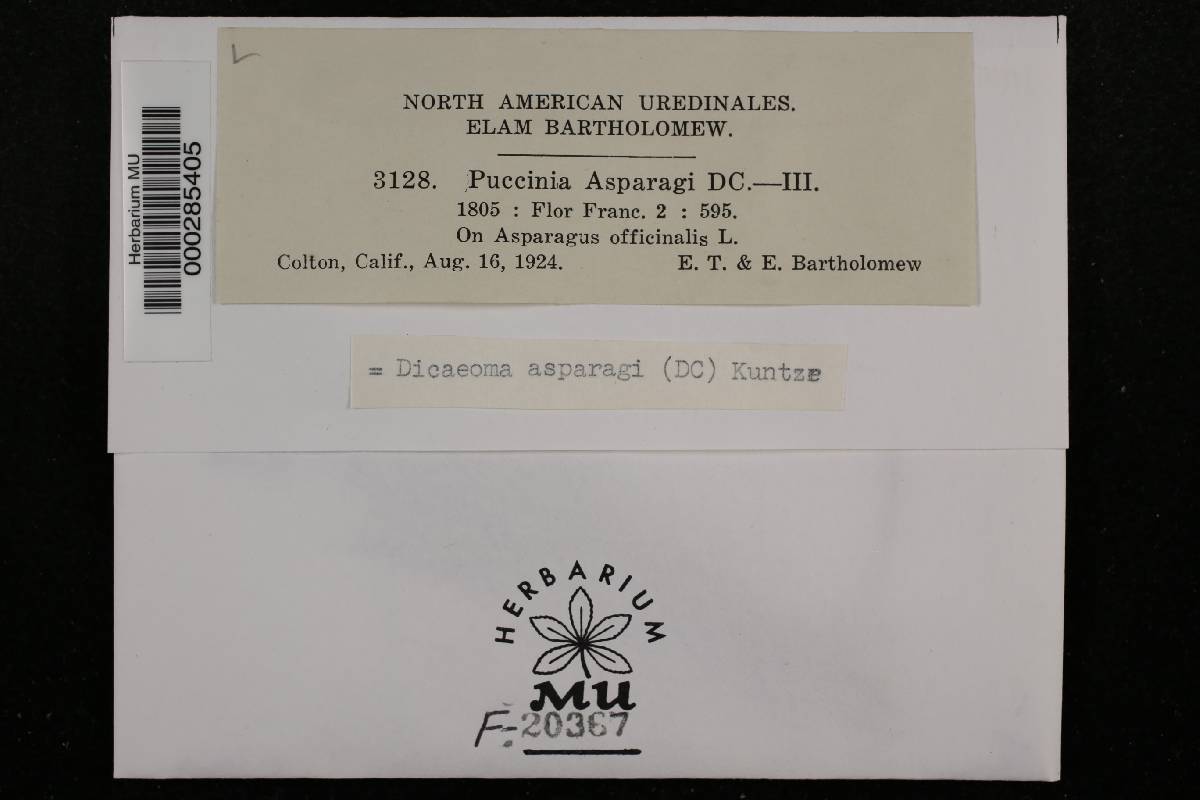 NORTH AMERICAN UREDINALES.
ELAM BARTHOLOMEW.
3128. Puccinia Asparagi DC.—III.
1805 : Flor Franc. 2 : 595.
On Asparagus officinalis L.
Colton, Calif., Aug. 16, 1924. E. T. & E. Bartholomew
Herbarium MU
000285405
= Dicaeoma asparagi (DC) Kuntze
HERBARIUM
MU
F-20367